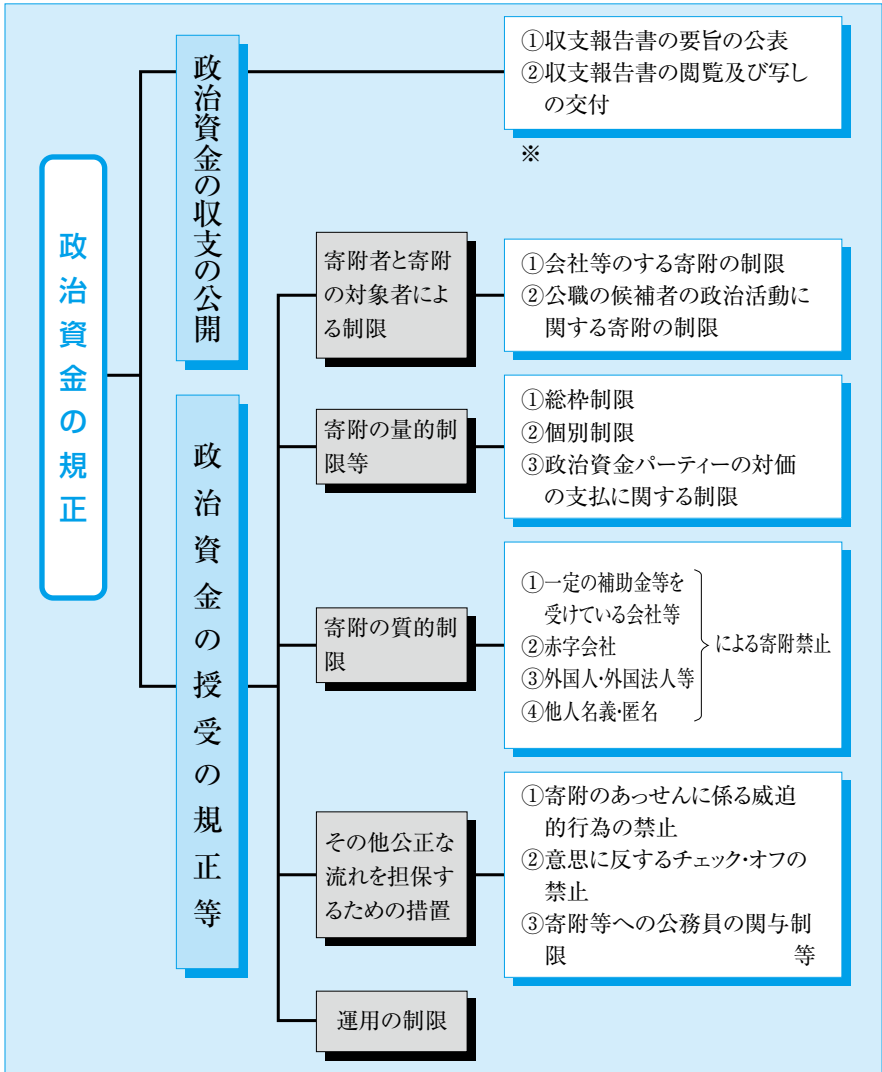 政治資金の規正
政治資金の収支の公開
①収支報告書の要旨の公表
②収支報告書の閲覧及び写し
の交付
※
政治資金の授受の規正等
寄附者と寄附
の対象者によ
る制限
①会社等のする寄附の制限
②公職の候補者の政治活動に
関する寄附の制限
寄附の量的制
限等
①総枠制限
②個別制限
③政治資金パーティーの対価
の支払に関する制限
寄附の質的制
限
①一定の補助金等を
受けている会社等
②赤字会社
③外国人・外国法人等
④他人名義・匿名
による寄附禁止
その他公正な
流れを担保す
るための措置
①寄附のあっせんに係る威迫
的行為の禁止
②意思に反するチェック・オフの
禁止
③寄附等への公務員の関与制
限 等
運用の制限